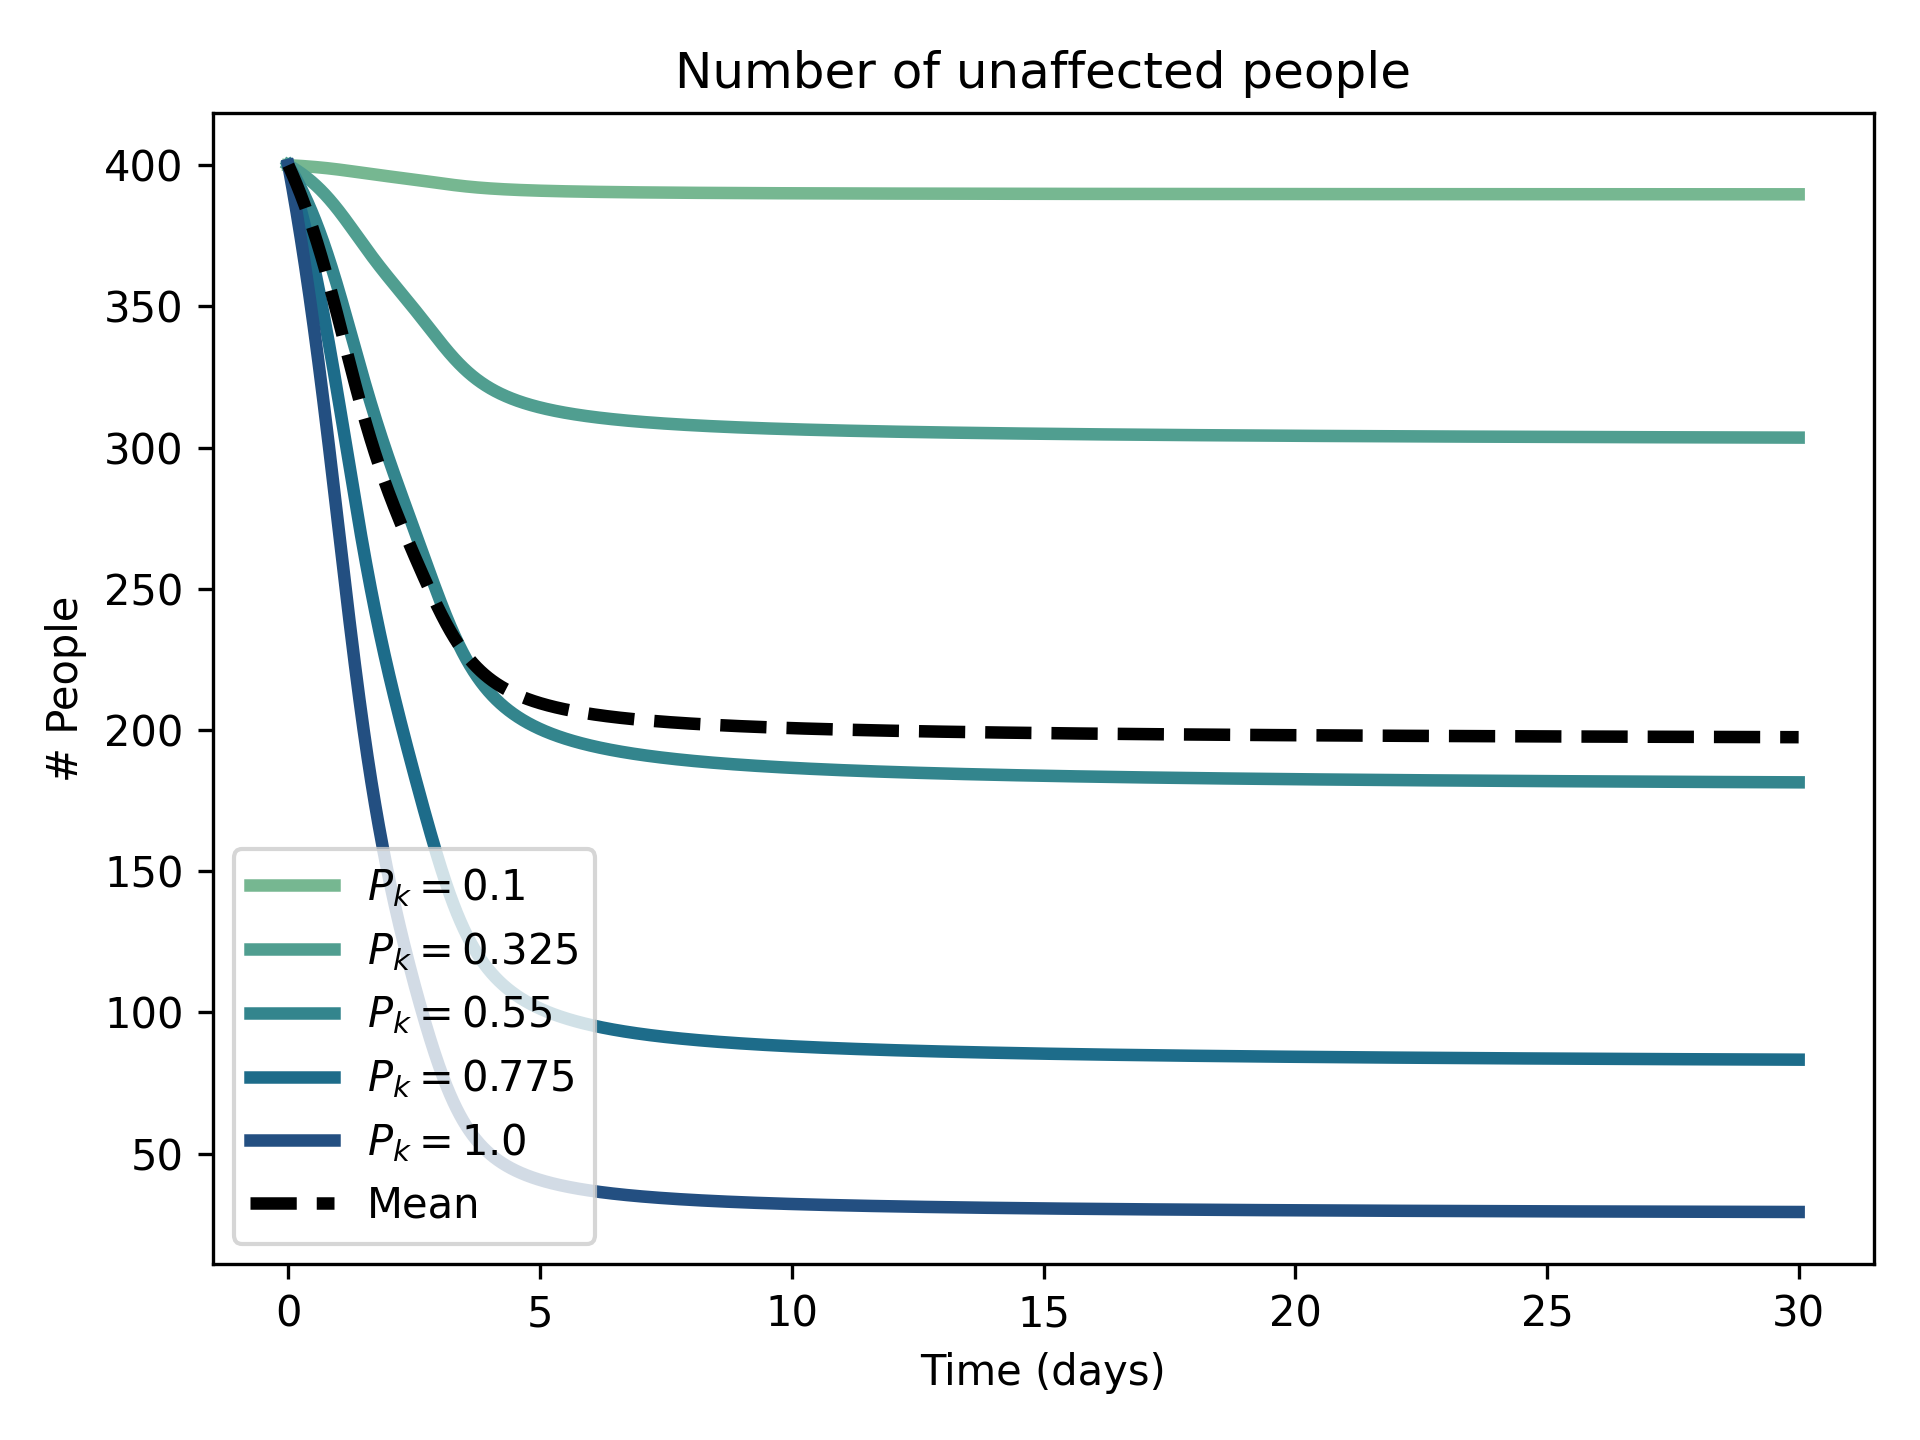 Number of unaffected people
# People
400
350
300
250
200
150
100
50
P_k = 0.1
P_k = 0.325
P_k = 0.55
P_k = 0.775
P_k = 1.0
Mean
0 5 10 15 20 25 30
Time (days)